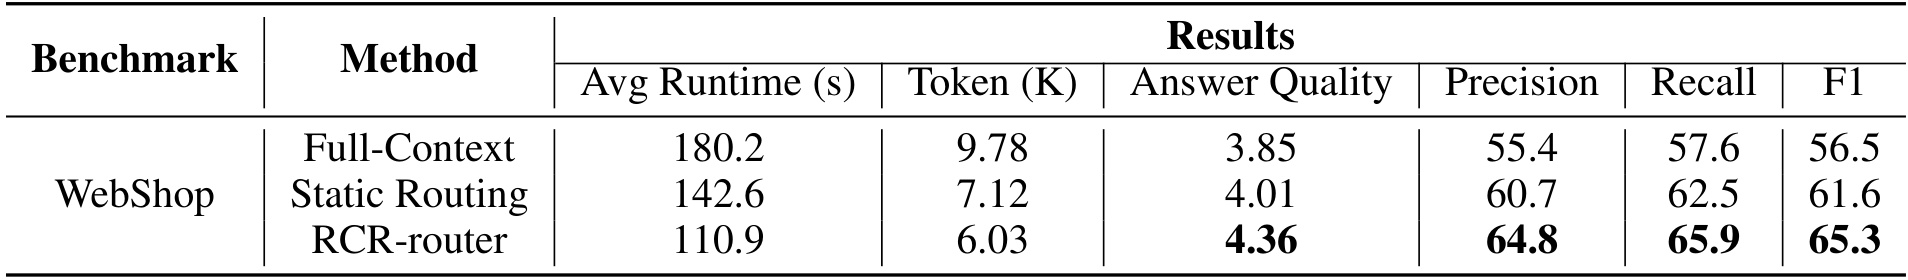 Benchmark Method Results
Avg Runtime (s) Token (K) Answer Quality Precision Recall F1
Full-Context 180.2 9.78 3.85 55.4 57.6 56.5
WebShop Static Routing 142.6 7.12 4.01 60.7 62.5 61.6
RCR-router 110.9 6.03 4.36 64.8 65.9 65.3